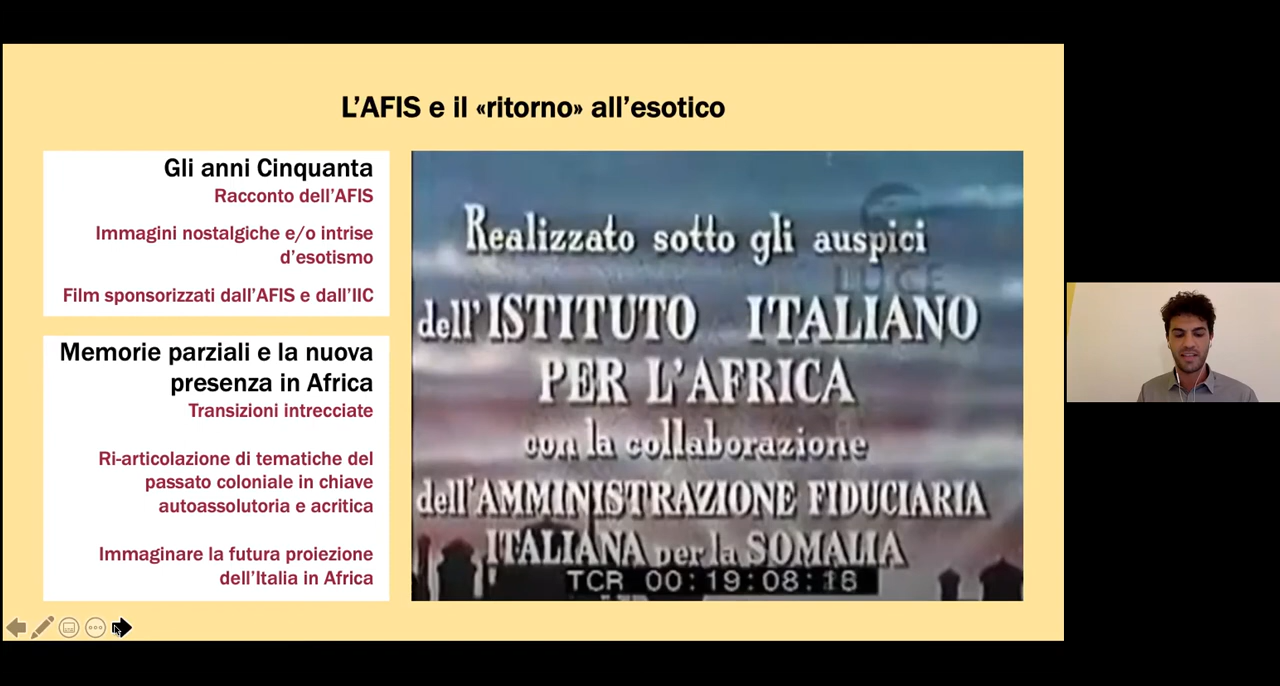 L'AFIS e il «ritorno» all'esotico
Gli anni Cinquanta
Racconto dell'AFIS
Immagini nostalgiche e/o intrise
d'esotismo
Film sponsorizzati dall'AFIS e dall'IIC
Memorie parziali e la nuova
presenza in Africa
Transizioni intrecciate
Ri-articolazione di tematiche del
passato coloniale in chiave
autoassolutoria e acritica
Immaginare la futura proiezione
dell'Italia in Africa
Realizzato sotto gli auspici
LUCE
dell'ISTITUTO ITALIANO
PER L'AFRICA
con la collaborazione
dell'AMMINISTRAZIONE FIDUCIARIA
ITALIANA per la SOMALIA
TCR 00:19:08:18